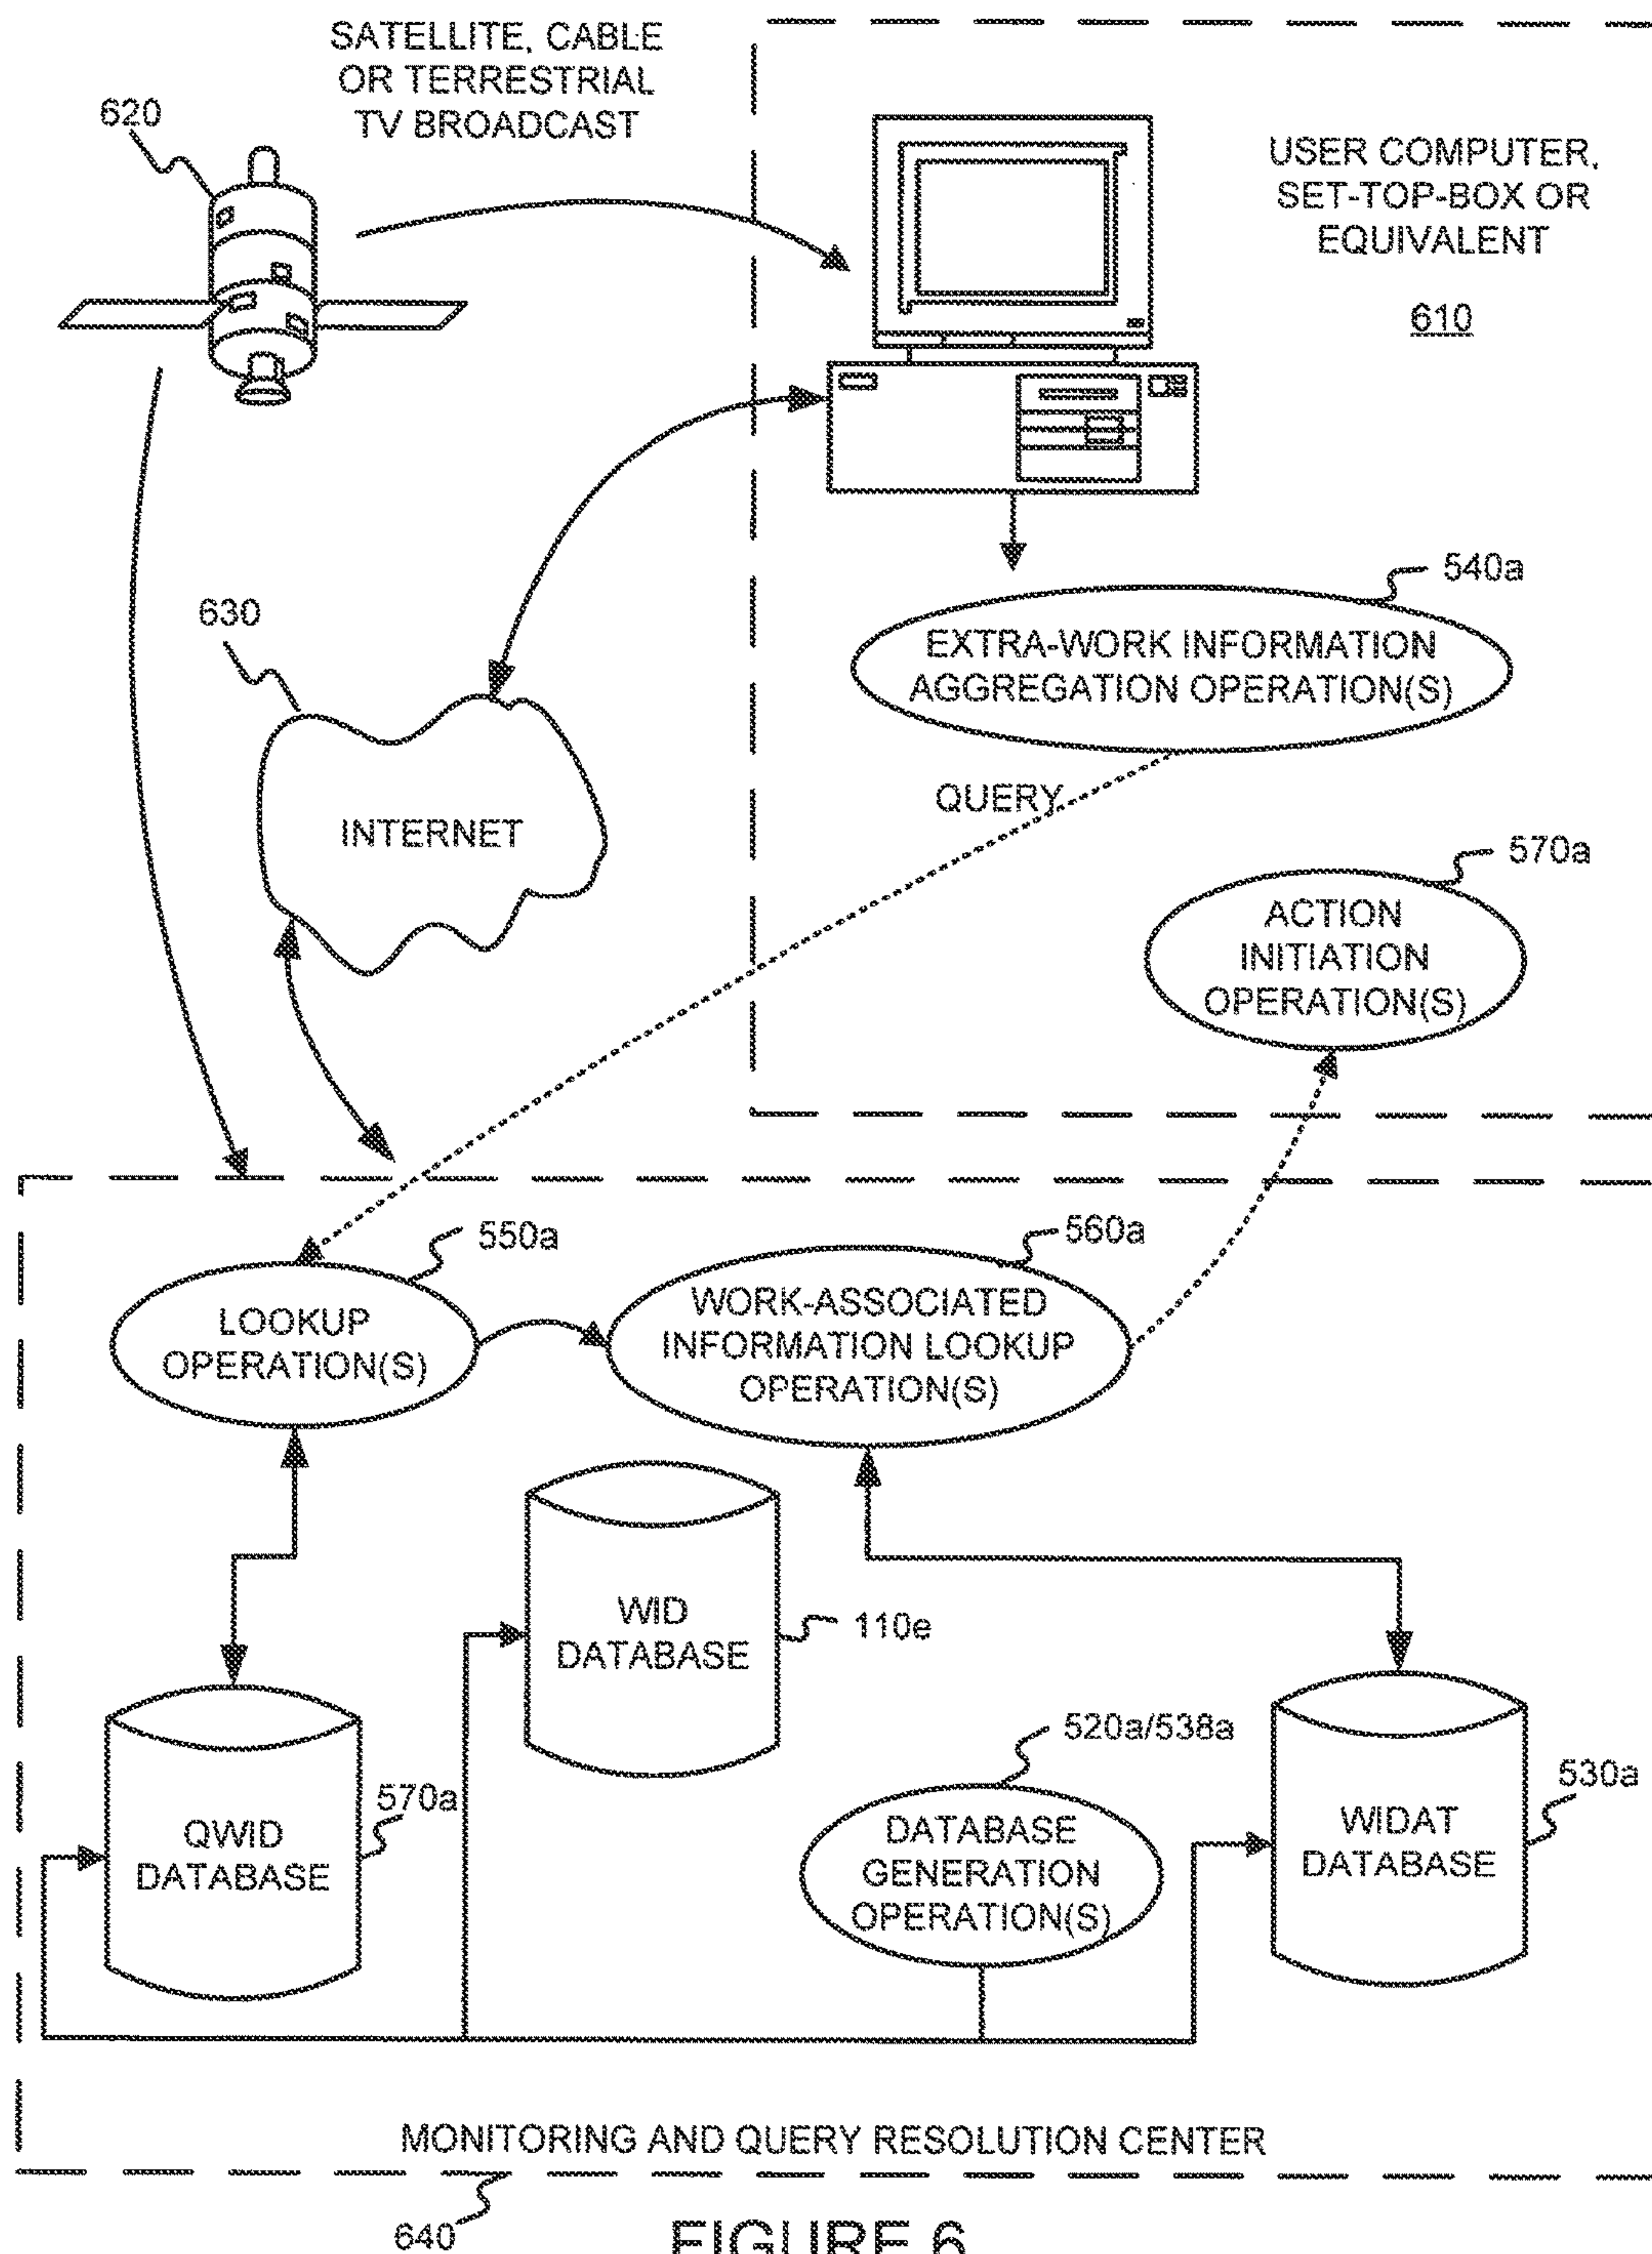 SATELLITE, CABLE
OR TERRESTRIAL
TV BROADCAST
620
USER COMPUTER,
SET-TOP-BOX OR
EQUIVALENT
610
540a
EXTRA-WORK INFORMATION
AGGREGATION OPERATION(S)
630
INTERNET
QUERY
570a
ACTION
INITIATION
OPERATION(S)
550a
LOOKUP
OPERATION(S)
560a
WORK-ASSOCIATED
INFORMATION LOOKUP
OPERATION(S)
WID
DATABASE
110e
QWID
DATABASE
570a
520a/538a
DATABASE
GENERATION
OPERATION(S)
530a
WIDAT
DATABASE
MONITORING AND QUERY RESOLUTION CENTER
640
FIGURE 6